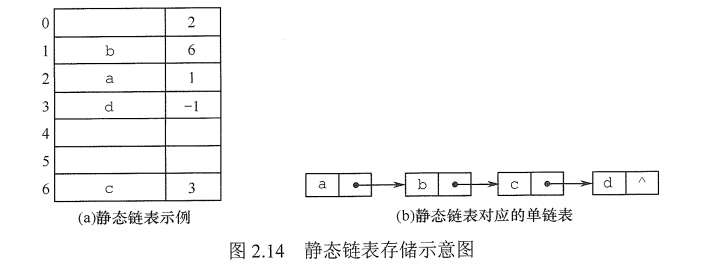 0 2
1 b 6
2 a 1
3 d −1
4
5
6 c 3
a b c d ^
(a)静态链表示例
(b)静态链表对应的单链表
图 2.14 静态链表存储示意图